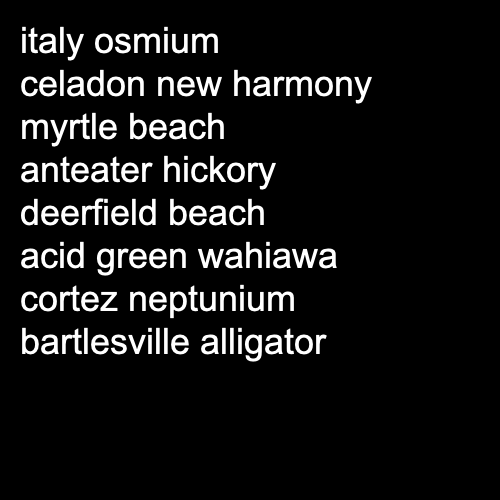 italy osmium
celadon new harmony
myrtle beach
anteater hickory
deerfield beach
acid green wahiawa
cortez neptunium
bartlesville alligator